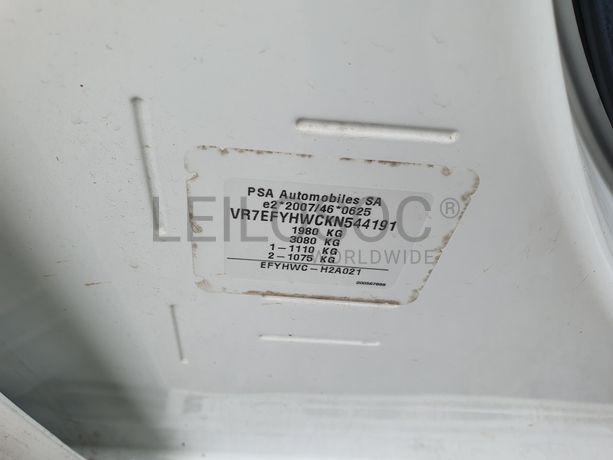 PSA Automobiles SA
e2*2007/46*0625
VR7EFYHWCKN544191
1980 KG
3080 KG
1-1110 KG
2-1075 KG
EFYHWC-H2A021
LEILOSOC
WORLDWIDE